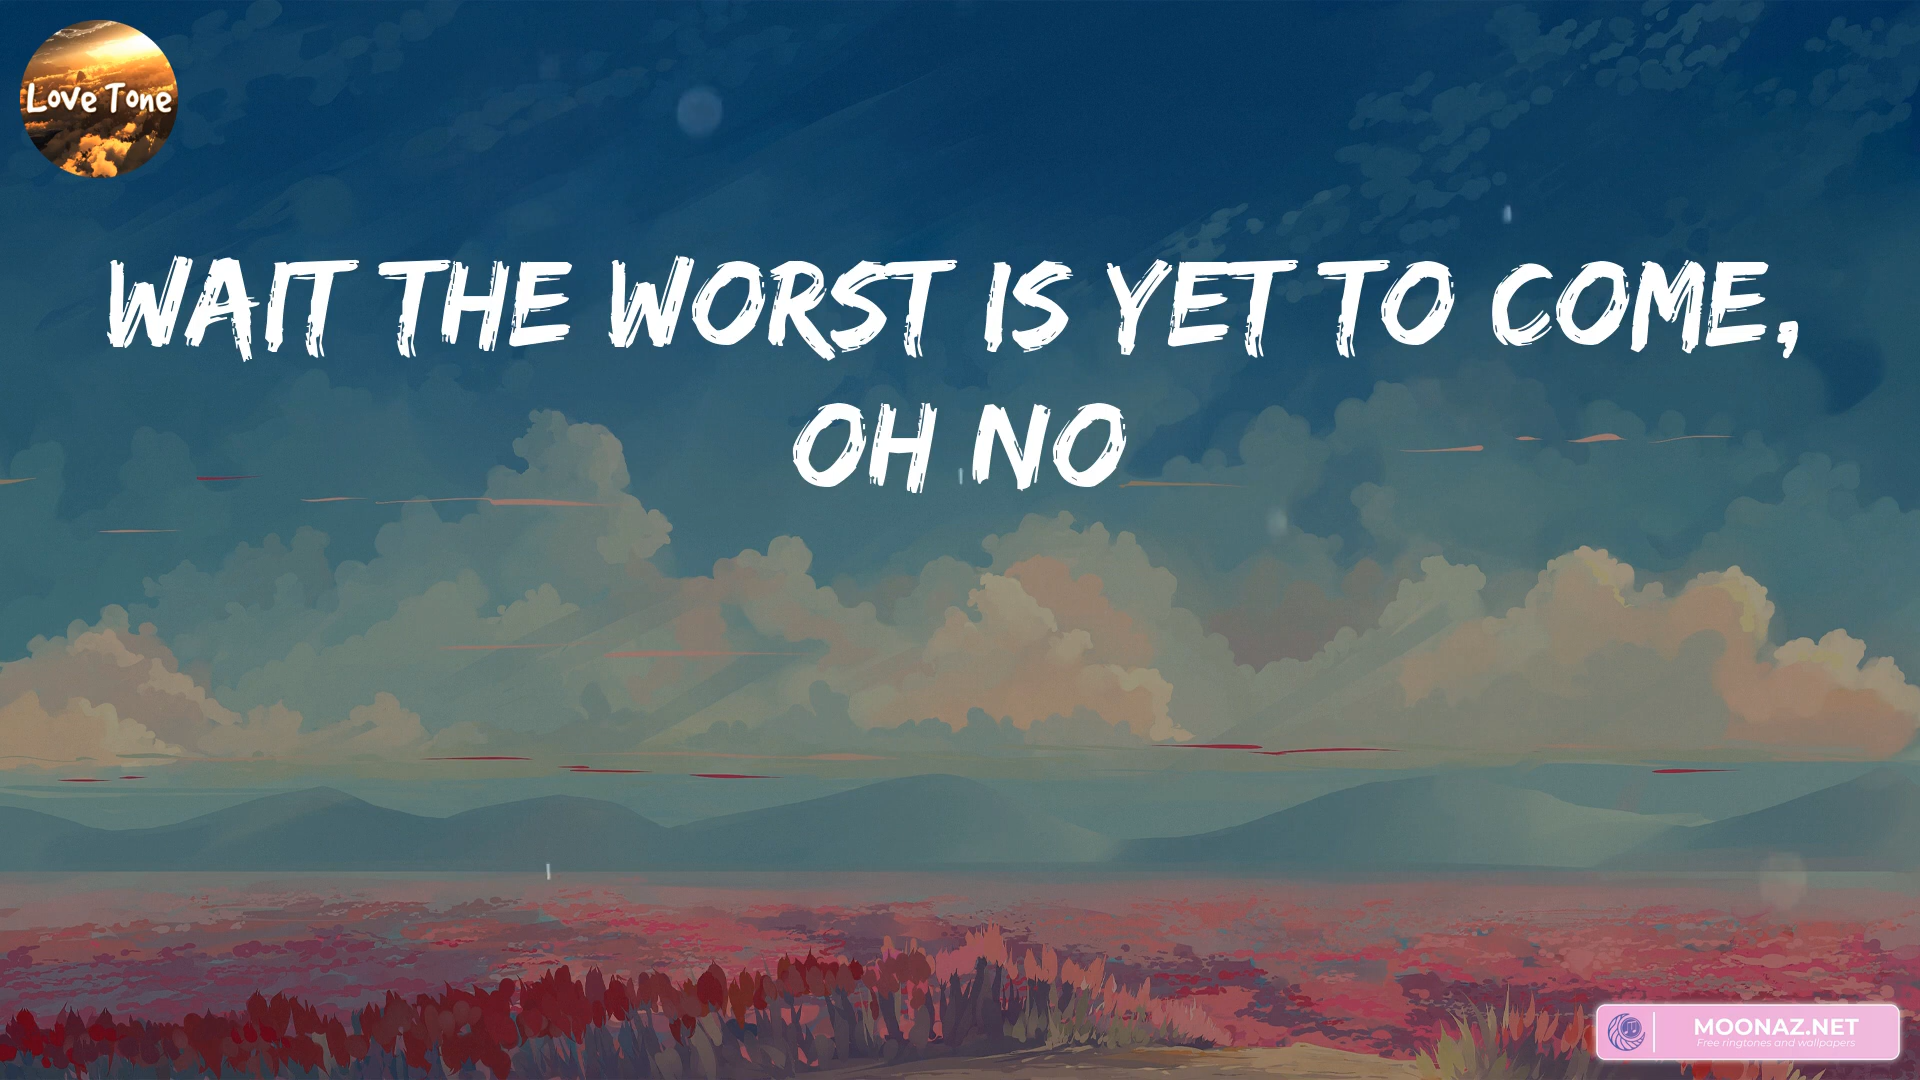 Love Tone
WAIT THE WORST IS YET TO COME,
OH NO
MOONAZ.NET
Free ringtones and wallpapers